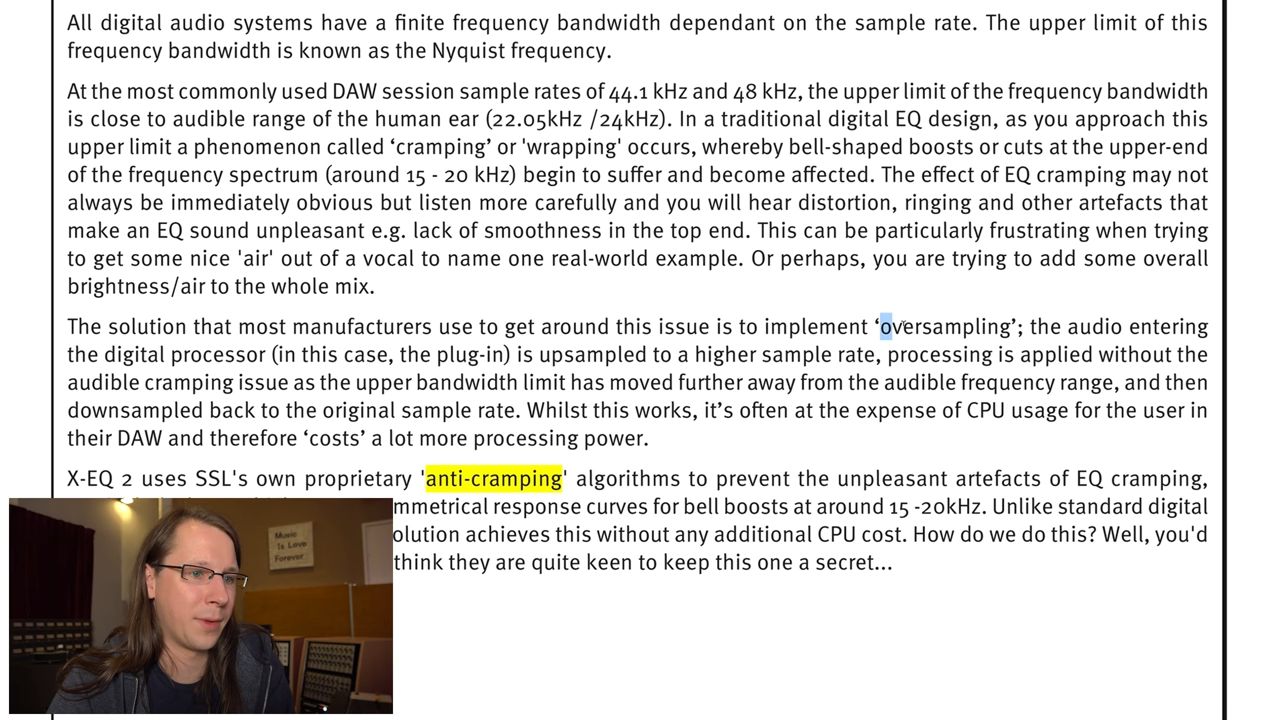 All digital audio systems have a finite frequency bandwidth dependant on the sample rate. The upper limit of this
frequency bandwidth is known as the Nyquist frequency.
At the most commonly used DAW session sample rates of 44.1 kHz and 48 kHz, the upper limit of the frequency bandwidth
is close to audible range of the human ear (22.05kHz /24kHz). In a traditional digital EQ design, as you approach this
upper limit a phenomenon called ‘cramping’ or 'wrapping' occurs, whereby bell-shaped boosts or cuts at the upper-end
of the frequency spectrum (around 15 - 20 kHz) begin to suffer and become affected. The effect of EQ cramping may not
always be immediately obvious but listen more carefully and you will hear distortion, ringing and other artefacts that
make an EQ sound unpleasant e.g. lack of smoothness in the top end. This can be particularly frustrating when trying
to get some nice 'air' out of a vocal to name one real-world example. Or perhaps, you are trying to add some overall
brightness/air to the whole mix.
The solution that most manufacturers use to get around this issue is to implement ‘oversampling’; the audio entering
the digital processor (in this case, the plug-in) is upsampled to a higher sample rate, processing is applied without the
audible cramping issue as the upper bandwidth limit has moved further away from the audible frequency range, and then
downsampled back to the original sample rate. Whilst this works, it’s often at the expense of CPU usage for the user in
their DAW and therefore ‘costs’ a lot more processing power.
X-EQ 2 uses SSL's own proprietary 'anti-cramping' algorithms to prevent the unpleasant artefacts of EQ cramping,
mmetrical response curves for bell boosts at around 15 -20kHz. Unlike standard digital
olution achieves this without any additional CPU cost. How do we do this? Well, you'd
think they are quite keen to keep this one a secret...
Music
Is Love
Forever